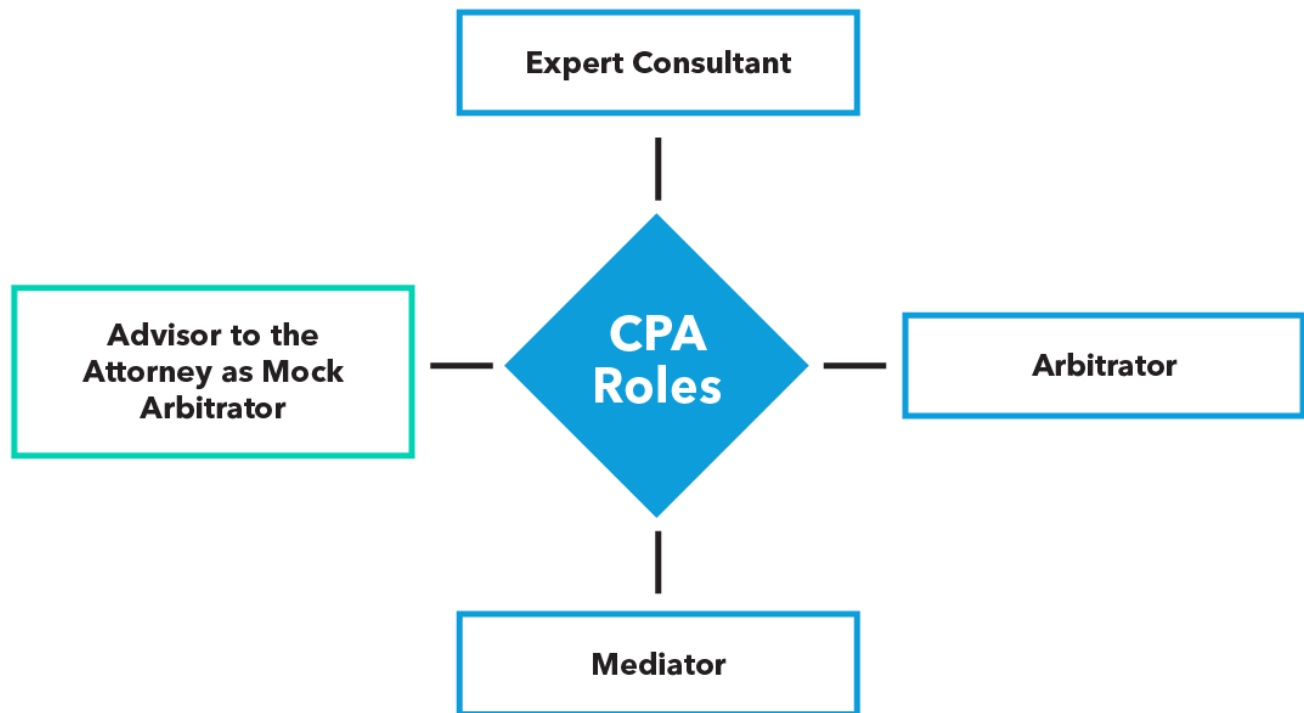 Expert Consultant
Advisor to the
Attorney as Mock
Arbitrator
CPA
Roles
Arbitrator
Mediator